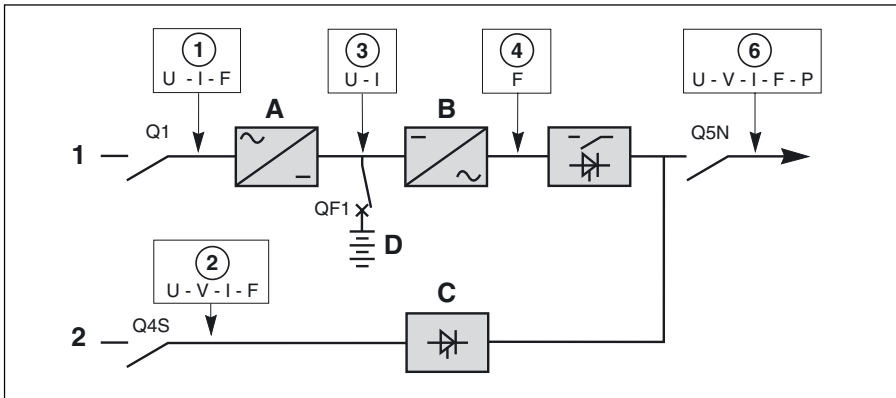 1
U - I - F
3
U - I
4
F
6
U - V - I - F - P
A
B
Q1
Q5N
1
QF1
D
2
U - V - I - F
C
Q4S
2